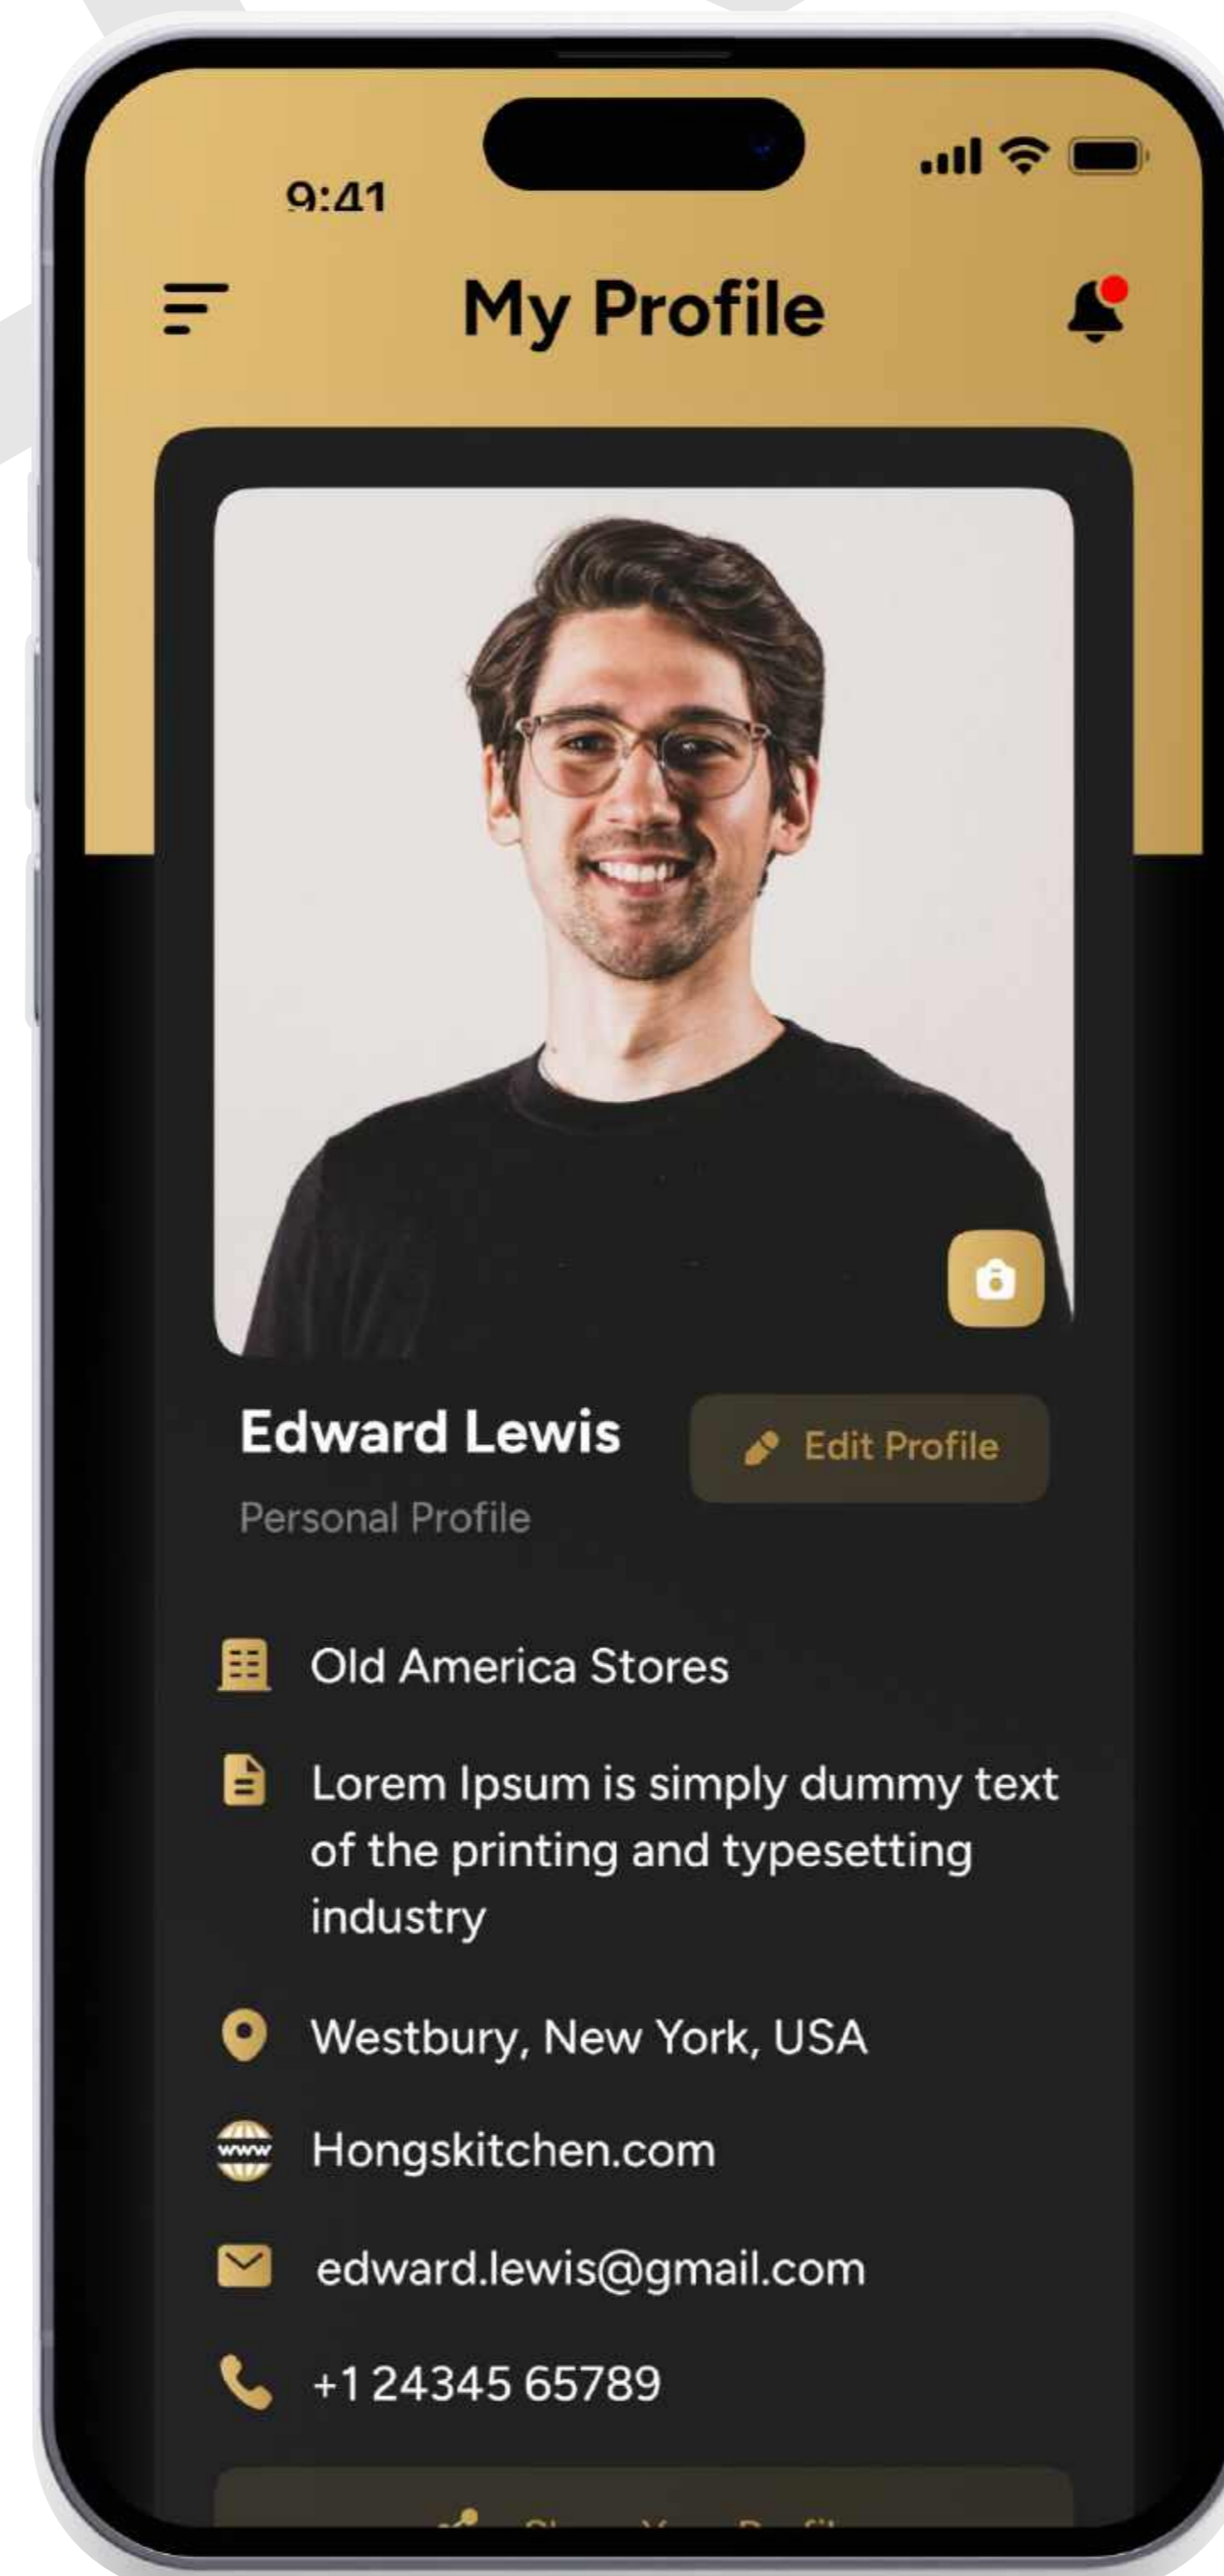 9:41
My Profile
Edward Lewis
Edit Profile
Personal Profile
Old America Stores
Lorem Ipsum is simply dummy text
of the printing and typesetting
industry
Westbury, New York, USA
www
Hongskitchen.com
edward.lewis@gmail.com
+1 24345 65789